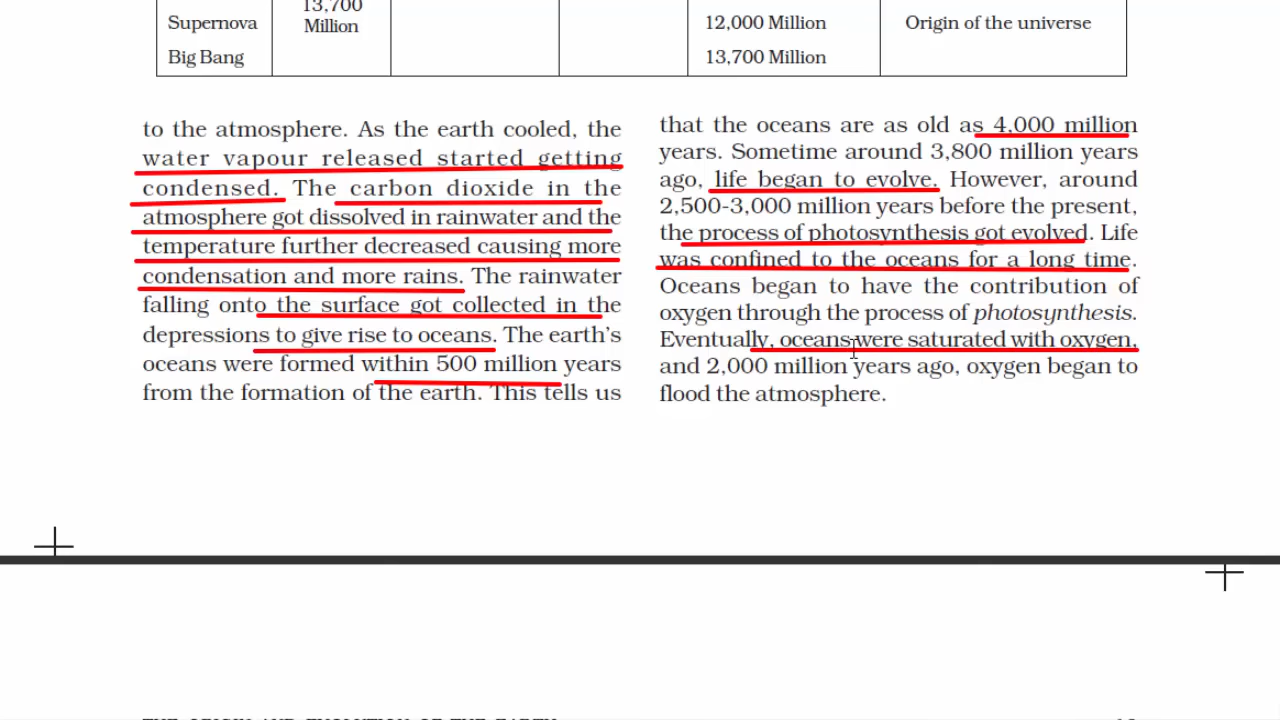 13,700
Supernova Million 12,000 Million Origin of the universe
Big Bang 13,700 Million
to the atmosphere. As the earth cooled, the
water vapour released started getting
condensed. The carbon dioxide in the
atmosphere got dissolved in rainwater and the
temperature further decreased causing more
condensation and more rains. The rainwater
falling onto the surface got collected in the
depressions to give rise to oceans. The earth's
oceans were formed within 500 million years
from the formation of the earth. This tells us
that the oceans are as old as 4,000 million
years. Sometime around 3,800 million years
ago, life began to evolve. However, around
2,500-3,000 million years before the present,
the process of photosynthesis got evolved. Life
was confined to the oceans for a long time.
Oceans began to have the contribution of
oxygen through the process of photosynthesis.
Eventually, oceans were saturated with oxygen,
and 2,000 million years ago, oxygen began to
flood the atmosphere.